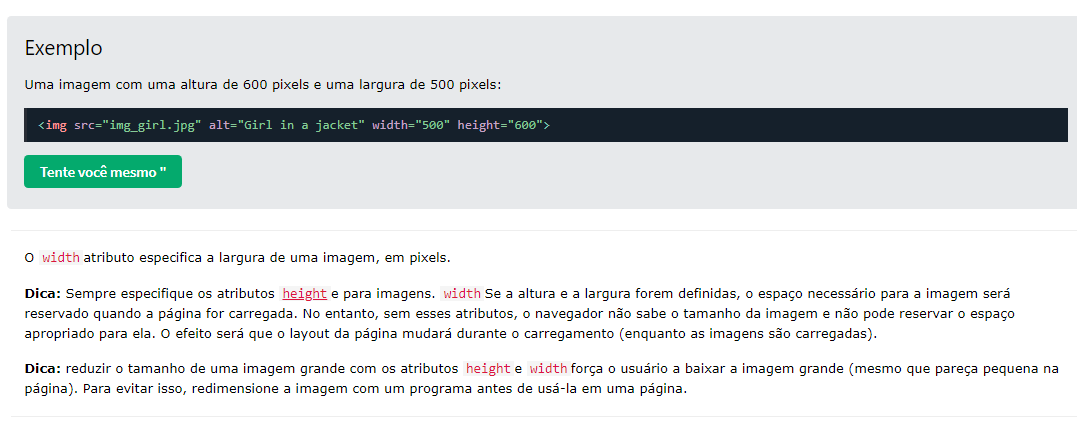 Exemplo
Uma imagem com uma altura de 600 pixels e uma largura de 500 pixels:
<img src="img_girl.jpg" alt="Girl in a jacket" width="500" height="600">
Tente você mesmo "
O width atributo especifica a largura de uma imagem, em pixels.
Dica: Sempre especifique os atributos height e para imagens. width Se a altura e a largura forem definidas, o espaço necessário para a imagem será
reservado quando a página for carregada. No entanto, sem esses atributos, o navegador não sabe o tamanho da imagem e não pode reservar o espaço
apropriado para ela. O efeito será que o layout da página mudará durante o carregamento (enquanto as imagens são carregadas).
Dica: reduzir o tamanho de uma imagem grande com os atributos height e width força o usuário a baixar a imagem grande (mesmo que pareça pequena na
página). Para evitar isso, redimensione a imagem com um programa antes de usá-la em uma página.